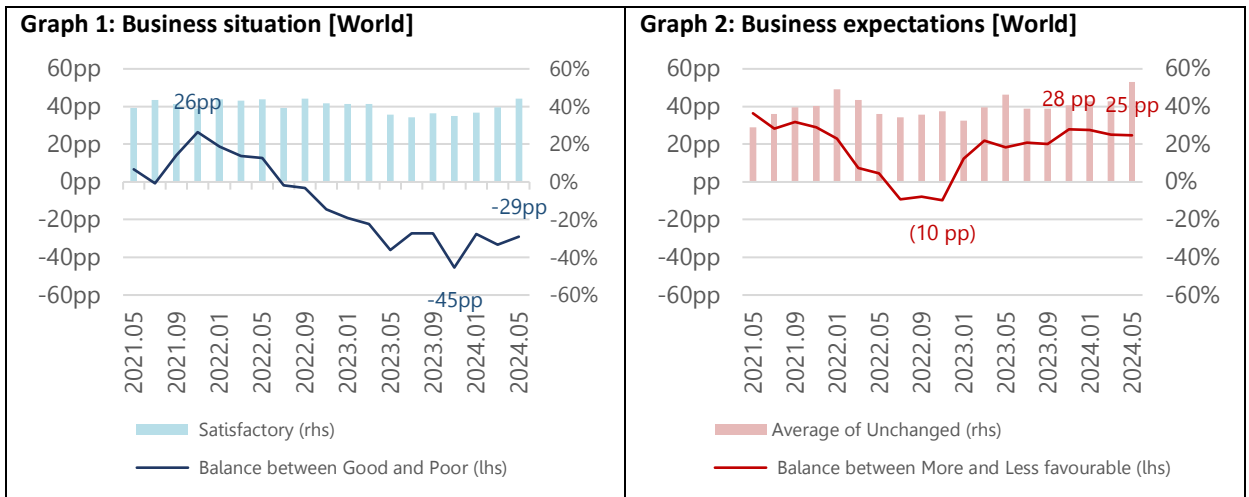 Graph 1: Business situation [World]
60pp
40pp
20pp
0pp
-20pp
-40pp
-60pp
60%
40%
20%
0%
-20%
-40%
-60%
26pp
-29pp
-45pp
2021.05
2021.09
2022.01
2022.05
2022.09
2023.01
2023.05
2023.09
2024.01
2024.05
Satisfactory (rhs)
Balance between Good and Poor (lhs)
Graph 2: Business expectations [World]
60pp
40pp
20pp
pp
-20pp
-40pp
-60pp
60%
40%
20%
0%
-20%
-40%
-60%
28 pp
25 pp
(10 pp)
2021.05
2021.09
2022.01
2022.05
2022.09
2023.01
2023.05
2023.09
2024.01
2024.05
Average of Unchanged (rhs)
Balance between More and Less favourable (lhs)